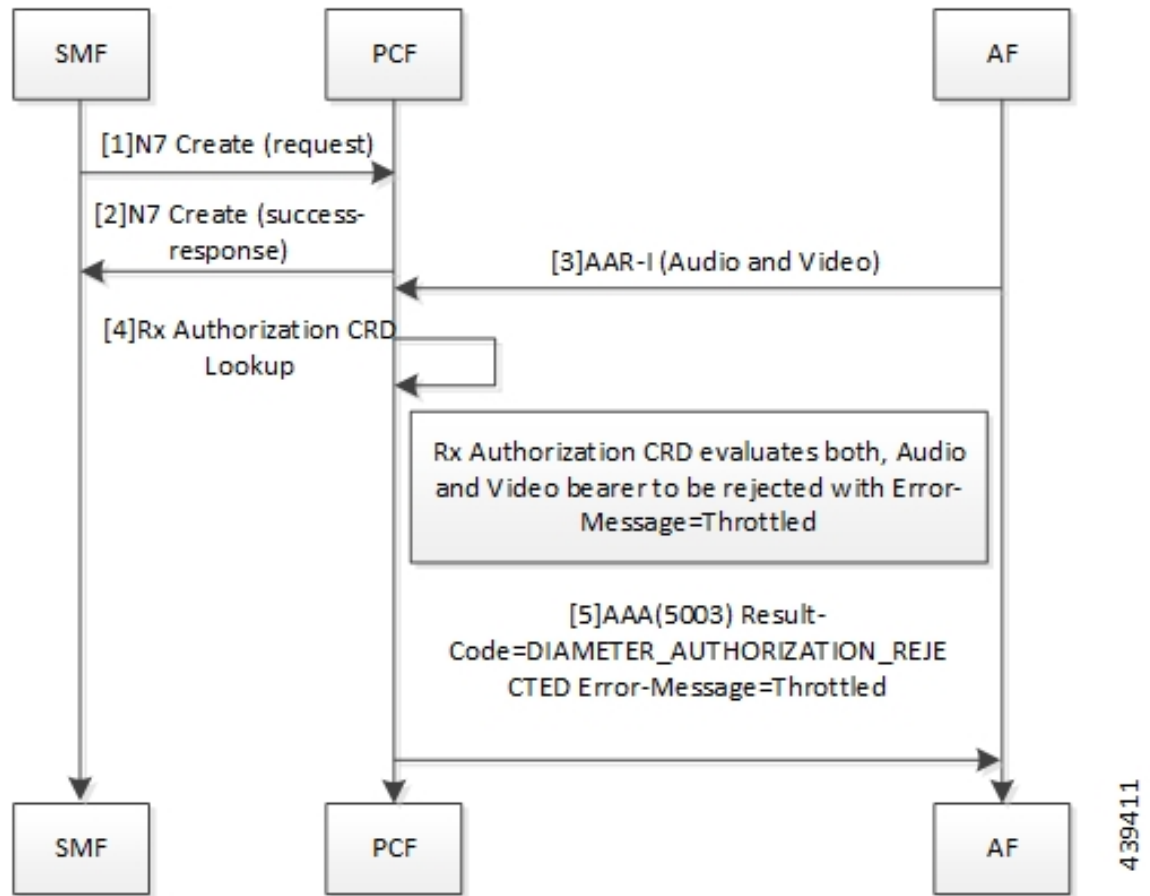 SMF
PCF
AF
[1]N7 Create (request)
[2]N7 Create (success-
response)
[3]AAR-I (Audio and Video)
[4]Rx Authorization CRD
Lookup
Rx Authorization CRD evaluates both, Audio
and Video bearer to be rejected with Error-
Message=Throttled
[5]AAA(5003) Result-
Code=DIAMETER_AUTHORIZATION_REJE
CTED Error-Message=Throttled
SMF
PCF
AF
439411